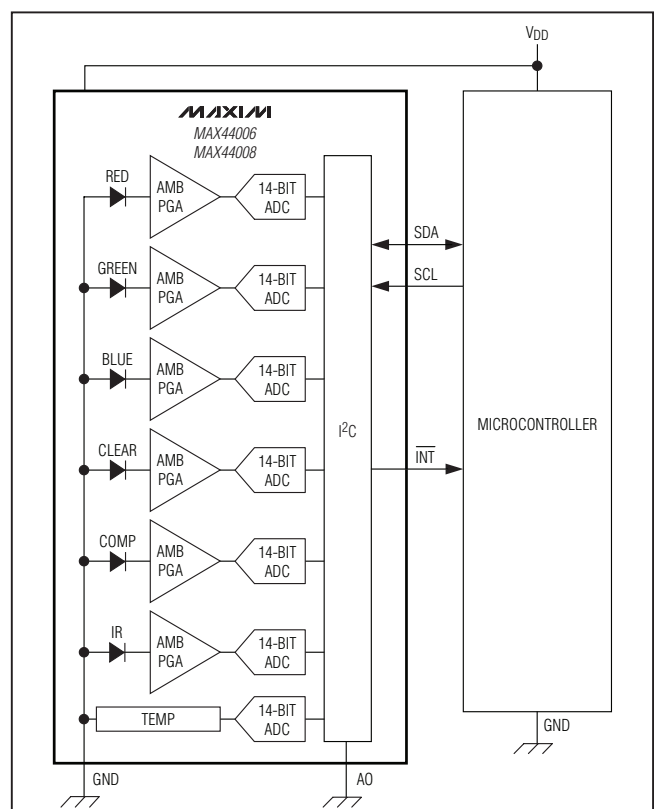 VDD
MAXIM
MAX44006
MAX44008
RED
AMB
PGA
14-BIT
ADC
GREEN
AMB
PGA
14-BIT
ADC
BLUE
AMB
PGA
14-BIT
ADC
CLEAR
AMB
PGA
14-BIT
ADC
COMP
AMB
PGA
14-BIT
ADC
IR
AMB
PGA
14-BIT
ADC
TEMP
14-BIT
ADC
I²C
SDA
SCL
INT
MICROCONTROLLER
GND
A0
GND